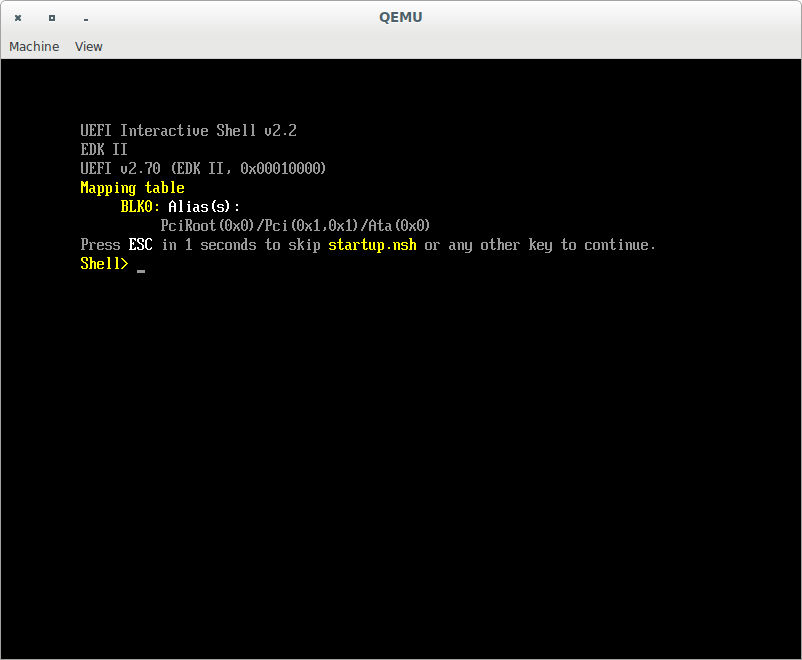 QEMU
Machine View
UEFI Interactive Shell v2.2
EDK II
UEFI v2.70 (EDK II, 0x00010000)
Mapping table
BLK0: Alias(s):
PciRoot(0x0)/Pci(0x1,0x1)/Ata(0x0)
Press ESC in 1 seconds to skip startup.nsh or any other key to continue.
Shell> _